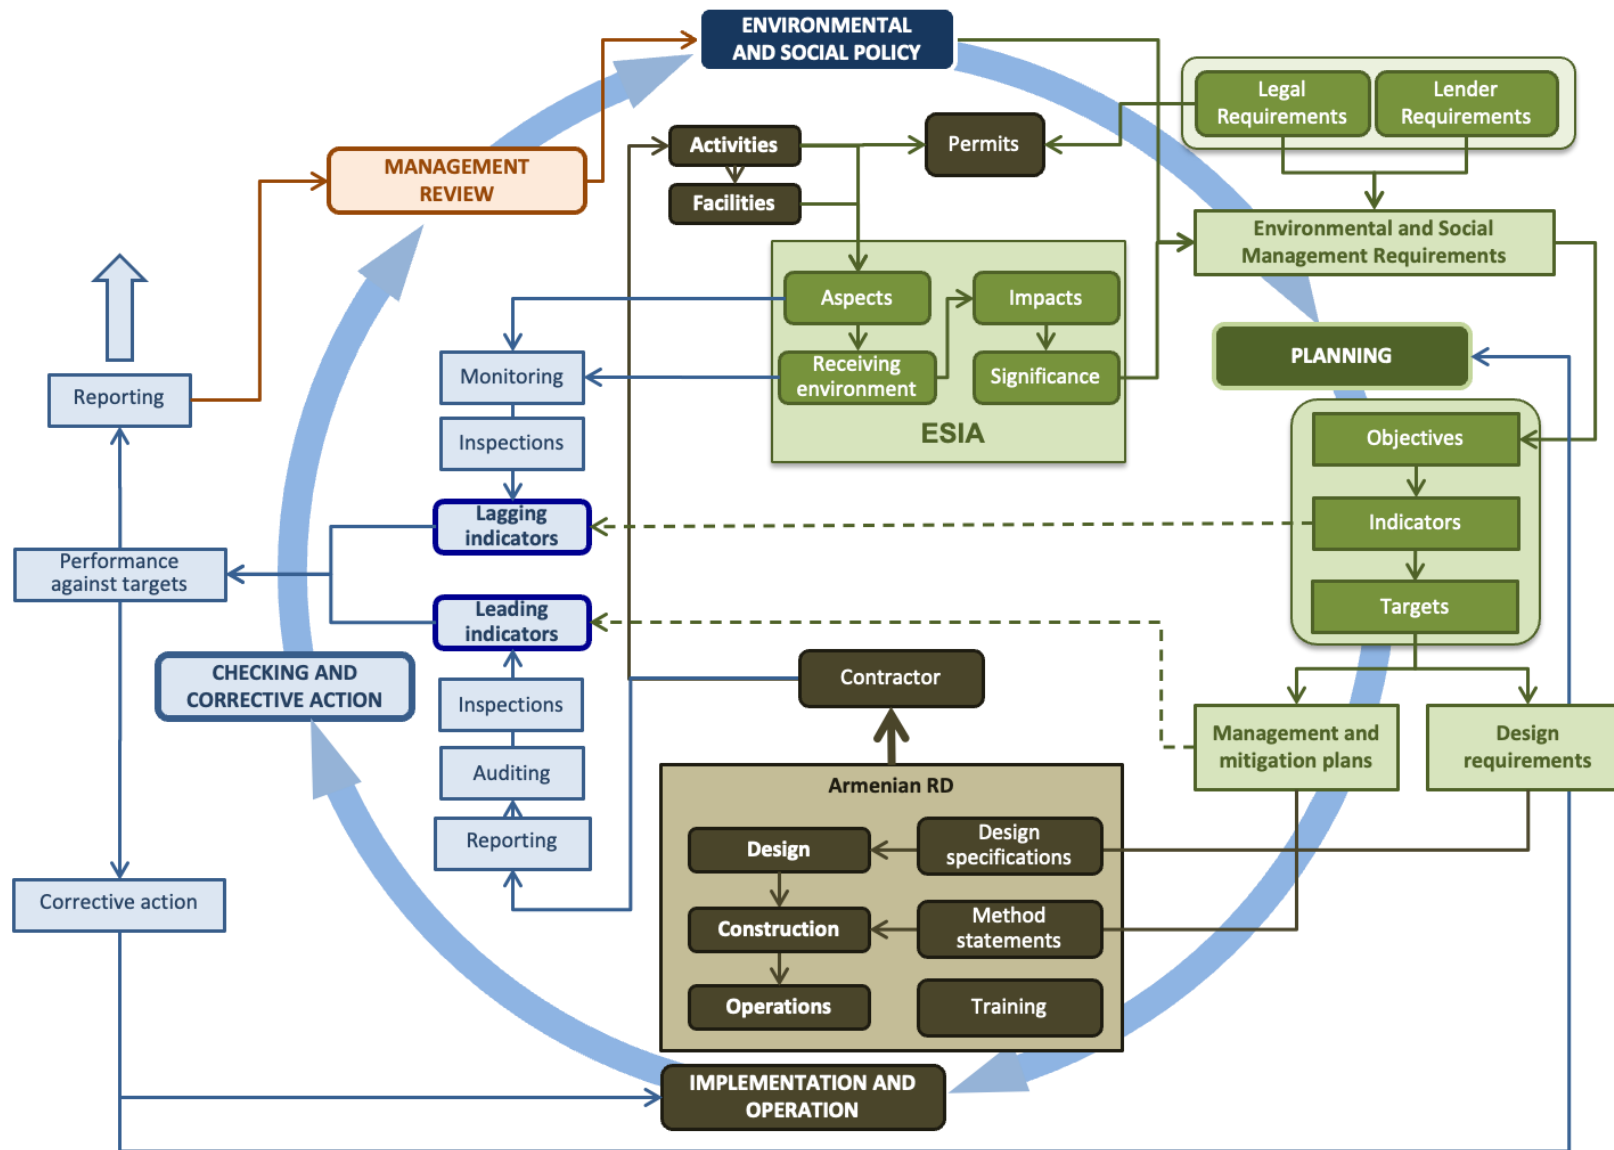 ENVIRONMENTAL
AND SOCIAL POLICY
Legal
Requirements
Lender
Requirements
Activities
Permits
Facilities
MANAGEMENT
REVIEW
Environmental and Social
Management Requirements
Aspects
Impacts
Receiving
environment
Significance
ESIA
PLANNING
Monitoring
Reporting
Inspections
Objectives
Lagging
indicators
Indicators
Performance
against targets
Leading
indicators
Targets
CHECKING AND
CORRECTIVE ACTION
Contractor
Inspections
Management and
mitigation plans
Design
requirements
Auditing
Armenian RD
Reporting
Design
Design
specifications
Corrective action
Construction
Method
statements
Operations
Training
IMPLEMENTATION AND
OPERATION